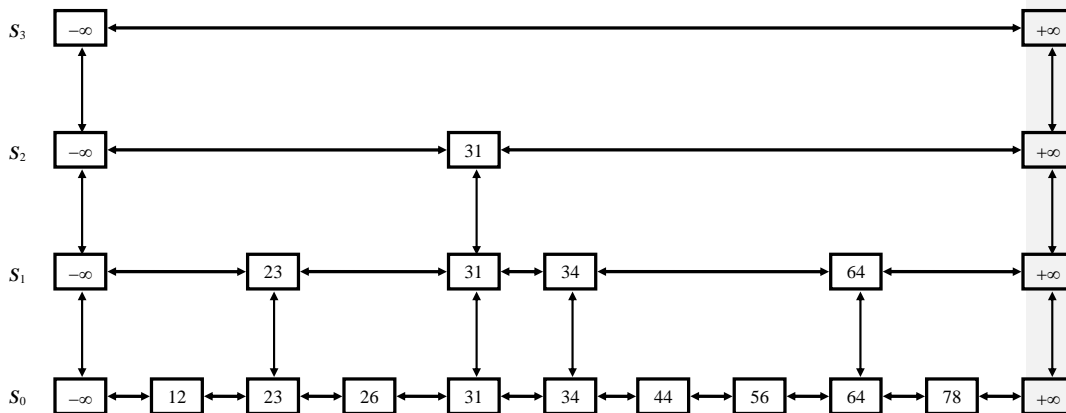 S3 −∞ +∞
S2 −∞ 31 +∞
S1 −∞ 23 31 34 64 +∞
S0 −∞ 12 23 26 31 34 44 56 64 78 +∞